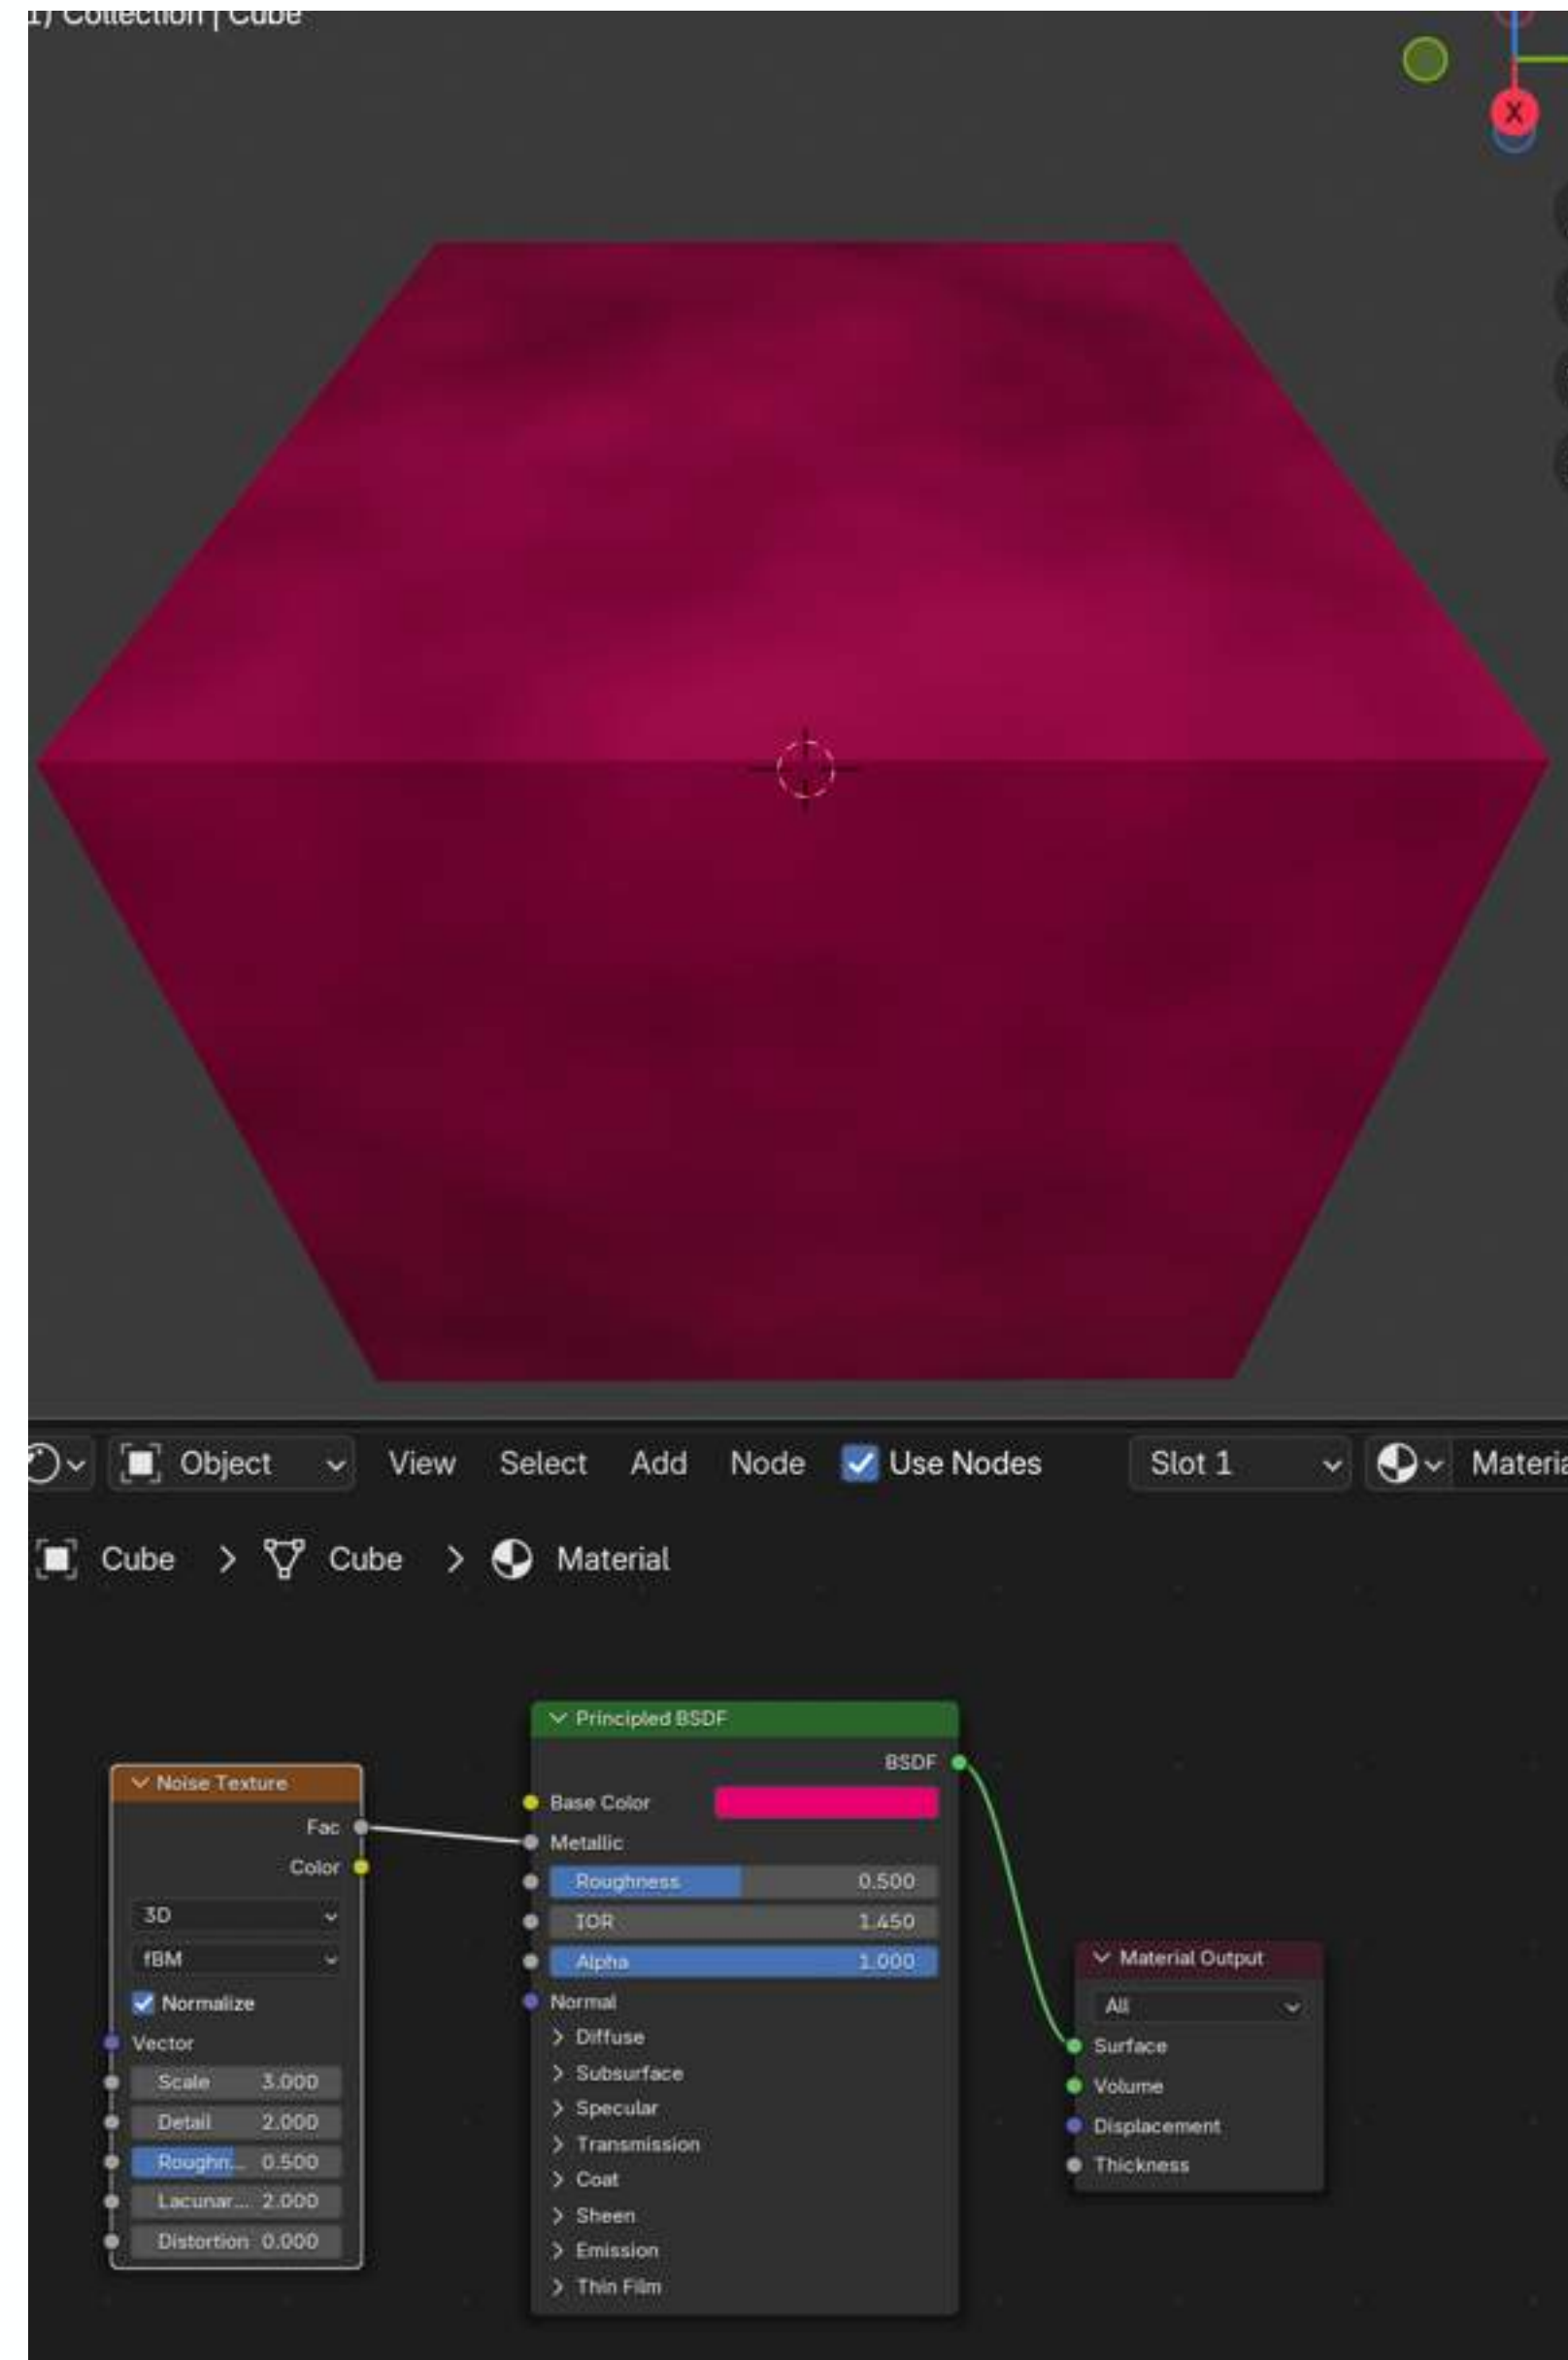 1) Collection | Cube
X
Object View Select Add Node Use Nodes Slot 1 Materia
Cube > Cube > Material
Noise Texture
Fac
Color
3D
fBM
Normalize
Vector
Scale 3.000
Detail 2.000
Roughn... 0.500
Lacunar... 2.000
Distortion 0.000
Principled BSDF
BSDF
Base Color
Metallic
Roughness 0.500
IOR 1.450
Alpha 1.000
Normal
Diffuse
Subsurface
Specular
Transmission
Coat
Sheen
Emission
Thin Film
Material Output
All
Surface
Volume
Displacement
Thickness